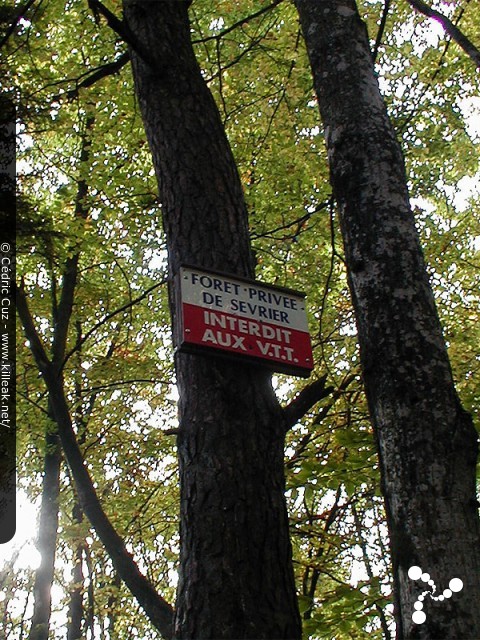 FORET PRIVEE
DE SEVRIER
INTERDIT
AUX V.T.T.
© Cédric Cuz - www.killeak.net/